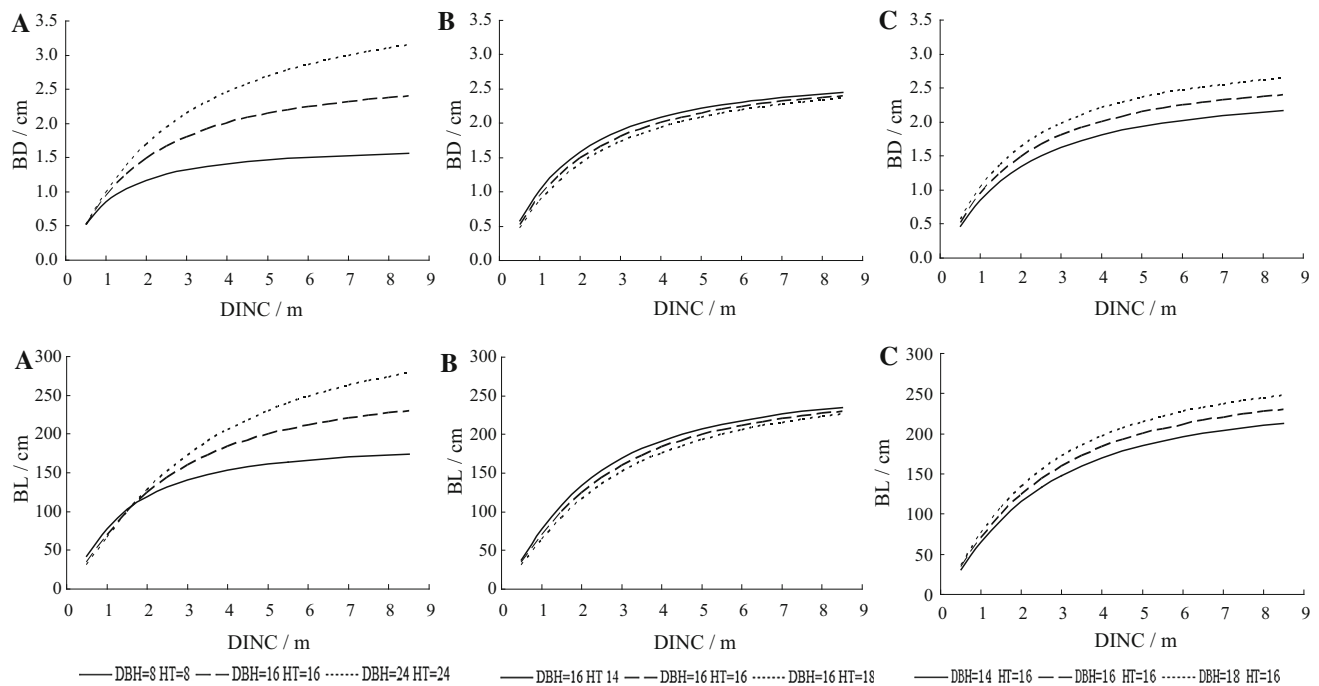 A
3.5
3.0
2.5
2.0
1.5
1.0
0.5
0.0
BD / cm
0 1 2 3 4 5 6 7 8 9
DINC / m
B
3.5
3.0
2.5
2.0
1.5
1.0
0.5
0.0
BD / cm
0 1 2 3 4 5 6 7 8 9
DINC / m
C
3.5
3.0
2.5
2.0
1.5
1.0
0.5
0.0
BD / cm
0 1 2 3 4 5 6 7 8 9
DINC / m
A
300
250
200
150
100
50
0
BL / cm
0 1 2 3 4 5 6 7 8 9
DINC / m
DBH=8 HT=8 DBH=16 HT=16 DBH=24 HT=24
B
300
250
200
150
100
50
0
BL / cm
0 1 2 3 4 5 6 7 8 9
DINC / m
DBH=16 HT 14 DBH=16 HT=16 DBH=16 HT=18
C
300
250
200
150
100
50
0
BL / cm
0 1 2 3 4 5 6 7 8 9
DINC / m
DBH=14 HT=16 DBH=16 HT=16 DBH=18 HT=16